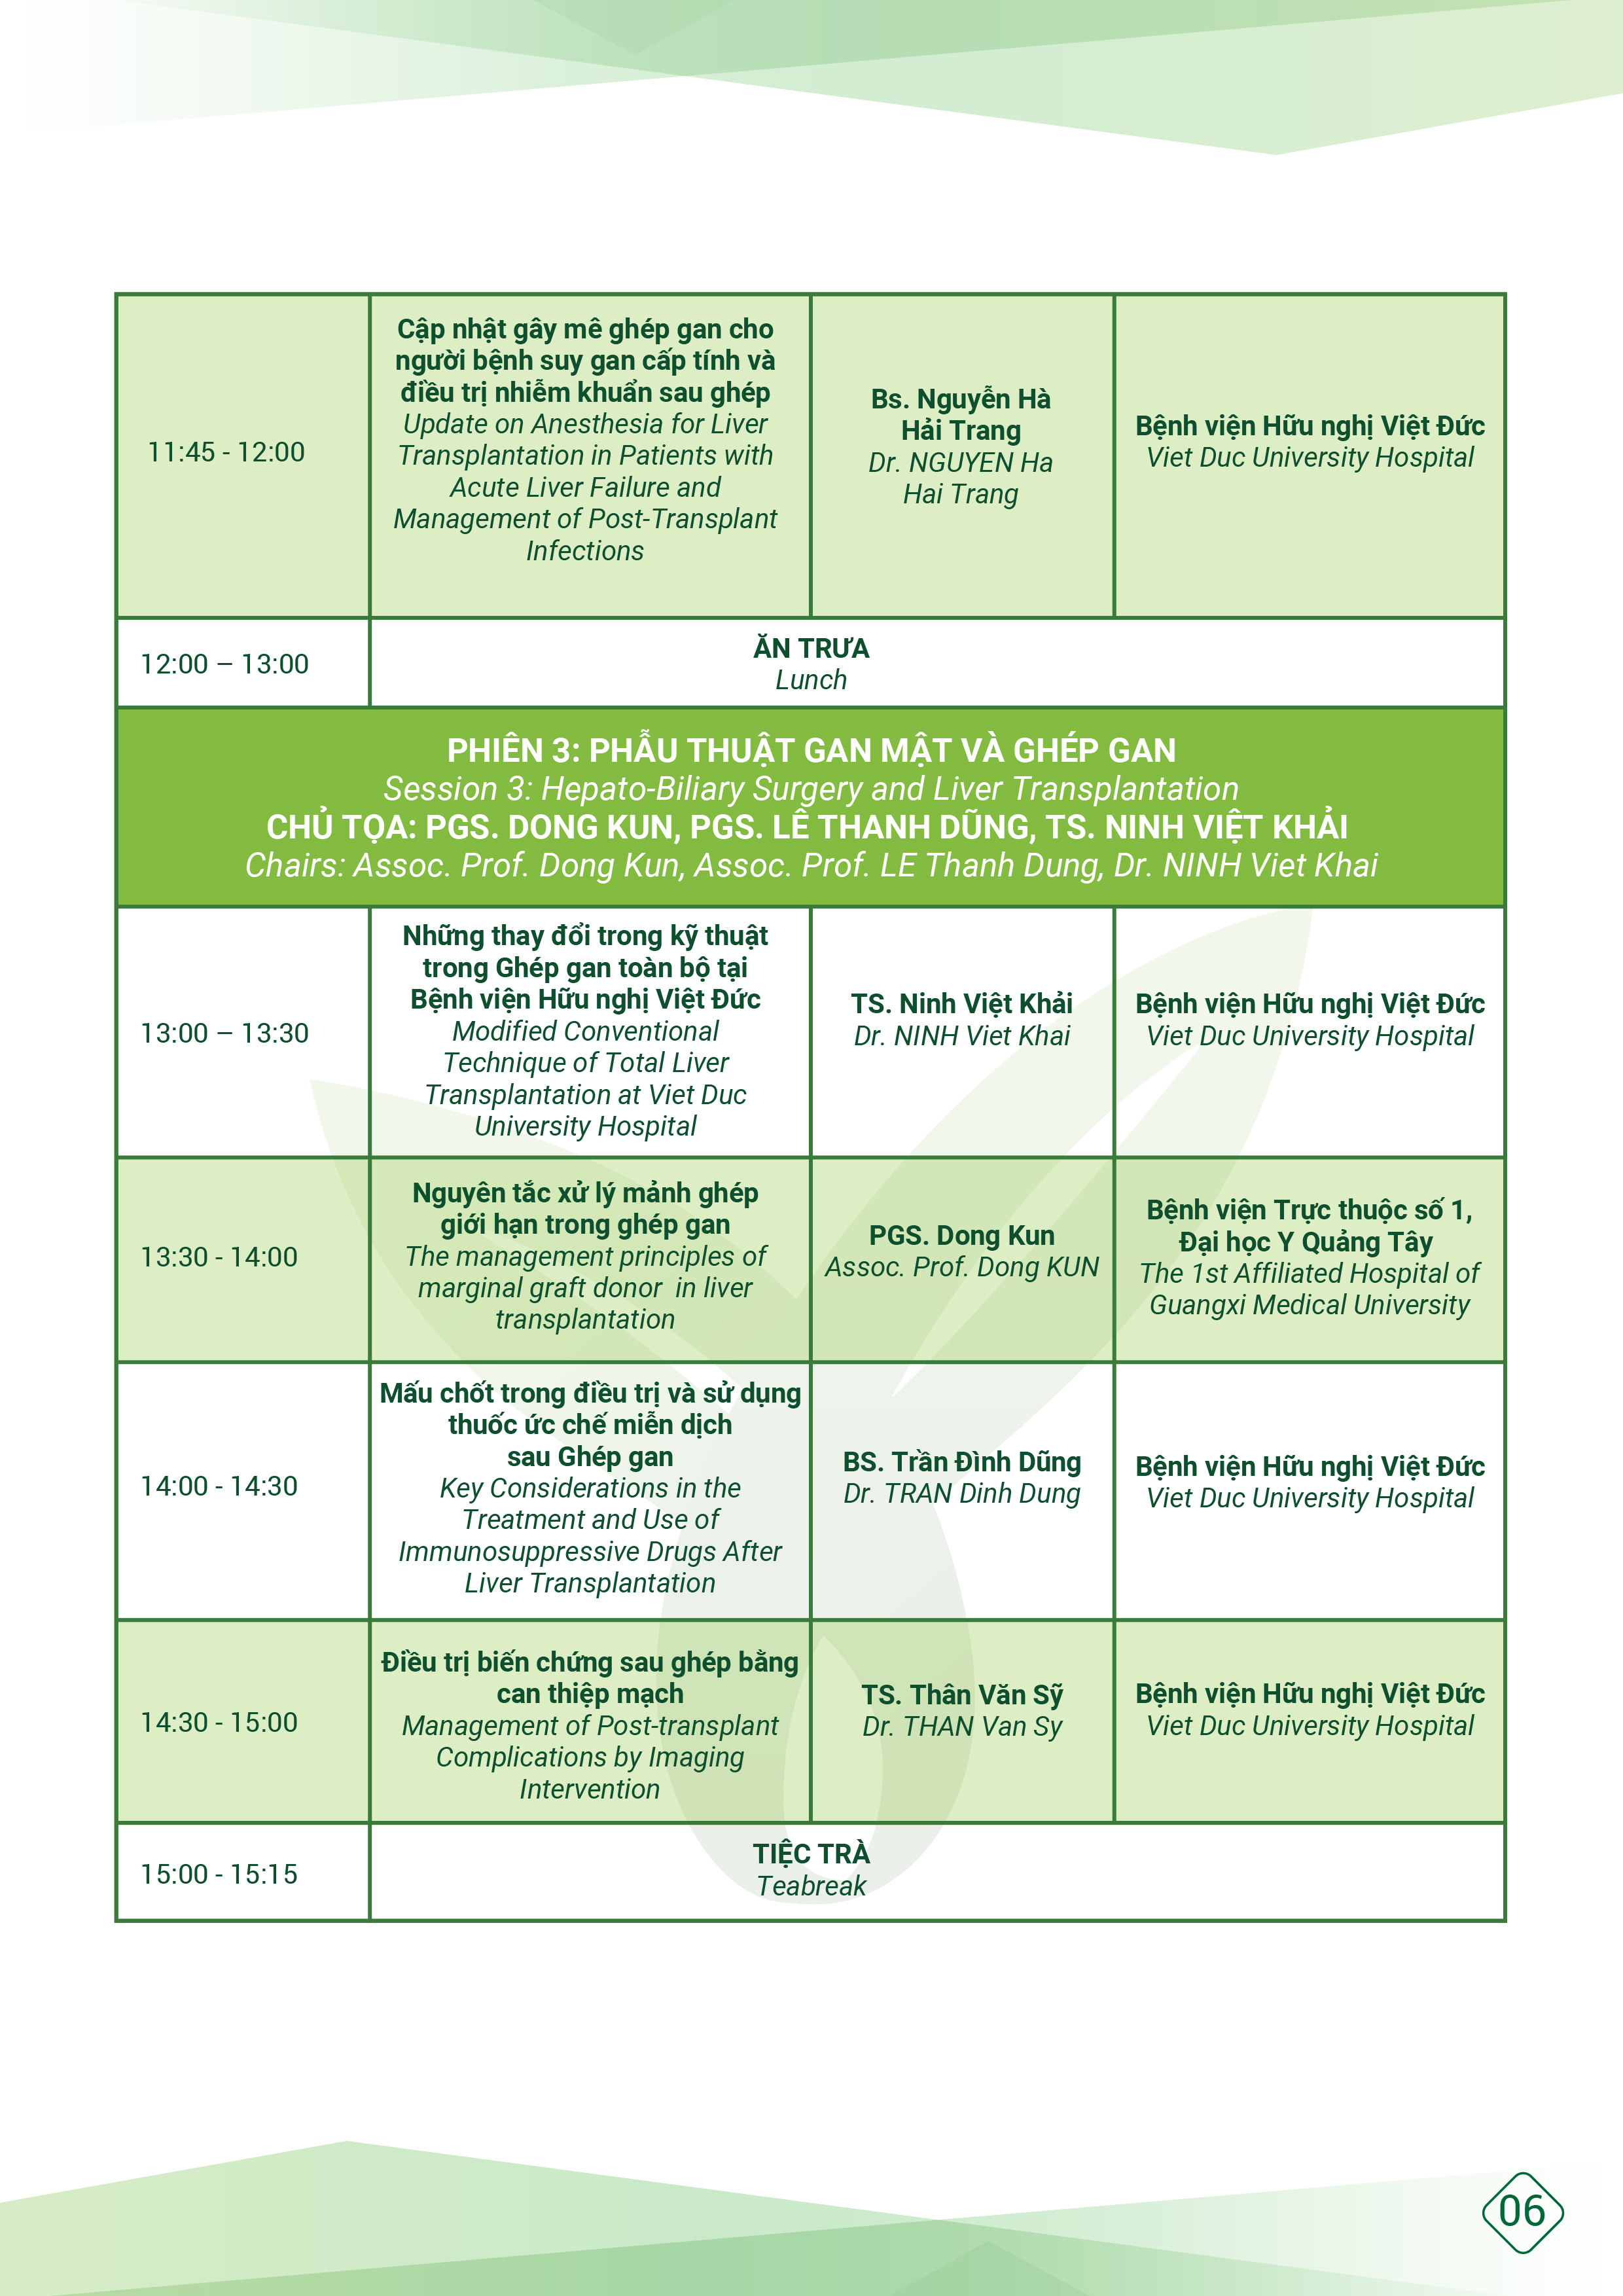 11:45 - 12:00
Cập nhật gây mê ghép gan cho
người bệnh suy gan cấp tính và
điều trị nhiễm khuẩn sau ghép
Update on Anesthesia for Liver
Transplantation in Patients with
Acute Liver Failure and
Management of Post-Transplant
Infections
Bs. Nguyễn Hà
Hải Trang
Dr. NGUYEN Ha
Hai Trang
Bệnh viện Hữu nghị Việt Đức
Viet Duc University Hospital
12:00 – 13:00
ĂN TRƯA
Lunch
PHIÊN 3: PHẪU THUẬT GAN MẬT VÀ GHÉP GAN
Session 3: Hepato-Biliary Surgery and Liver Transplantation
CHỦ TỌA: PGS. DONG KUN, PGS. LÊ THANH DŨNG, TS. NINH VIỆT KHẢI
Chairs: Assoc. Prof. Dong Kun, Assoc. Prof. LE Thanh Dung, Dr. NINH Viet Khai
13:00 – 13:30
Những thay đổi trong kỹ thuật
trong Ghép gan toàn bộ tại
Bệnh viện Hữu nghị Việt Đức
Modified Conventional
Technique of Total Liver
Transplantation at Viet Duc
University Hospital
TS. Ninh Việt Khải
Dr. NINH Viet Khai
Bệnh viện Hữu nghị Việt Đức
Viet Duc University Hospital
13:30 - 14:00
Nguyên tắc xử lý mảnh ghép
giới hạn trong ghép gan
The management principles of
marginal graft donor  in liver
transplantation
PGS. Dong Kun
Assoc. Prof. Dong KUN
Bệnh viện Trực thuộc số 1,
Đại học Y Quảng Tây
The 1st Affiliated Hospital of
Guangxi Medical University
14:00 - 14:30
Mấu chốt trong điều trị và sử dụng
thuốc ức chế miễn dịch
sau Ghép gan
Key Considerations in the
Treatment and Use of
Immunosuppressive Drugs After
Liver Transplantation
BS. Trần Đình Dũng
Dr. TRAN Dinh Dung
Bệnh viện Hữu nghị Việt Đức
Viet Duc University Hospital
14:30 - 15:00
Điều trị biến chứng sau ghép bằng
can thiệp mạch
Management of Post-transplant
Complications by Imaging
Intervention
TS. Thân Văn Sỹ
Dr. THAN Van Sy
Bệnh viện Hữu nghị Việt Đức
Viet Duc University Hospital
15:00 - 15:15
TIỆC TRÀ
Teabreak
06